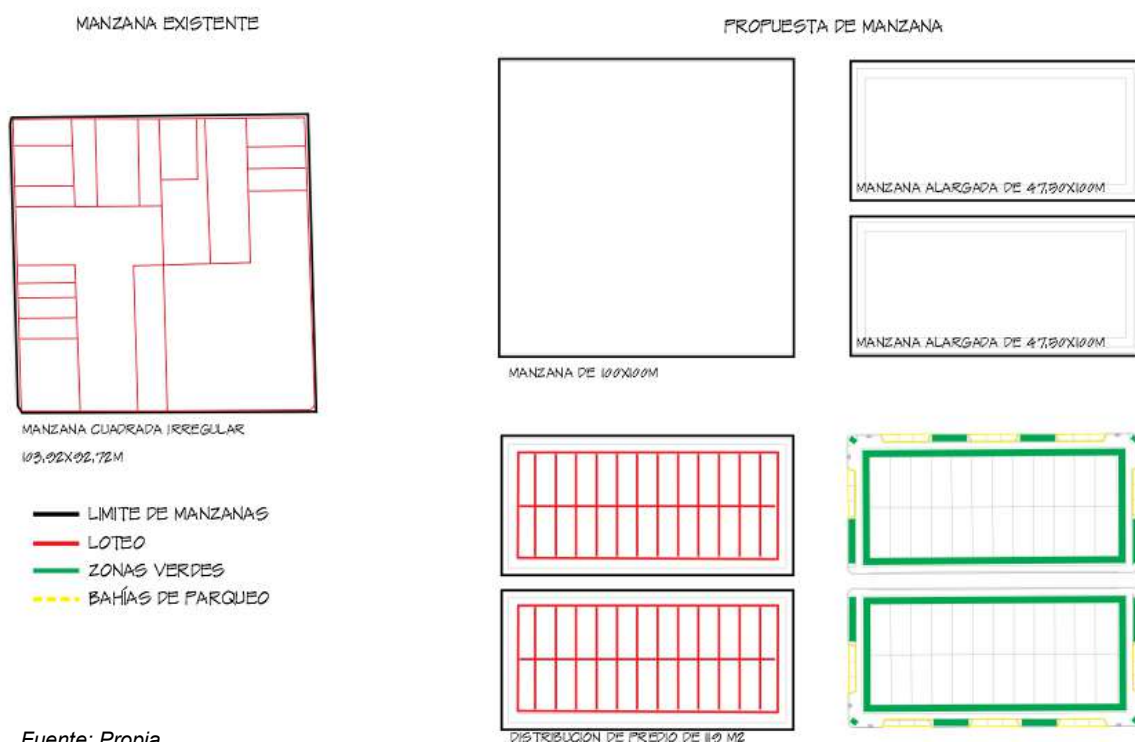 MANZANA EXISTENTE
PROPUESTA DE MANZANA
MANZANA ALARGADA DE 47,50X100M
MANZANA ALARGADA DE 47,50X100M
MANZANA DE 100X100M
MANZANA CUADRADA IRREGULAR
103,92X92,72M
LIMITE DE MANZANAS
LOTEO
ZONAS VERDES
BAHÍAS DE PARQUEO
Fuente: Propia
DISTRIBUCION DE PREDIO DE 119 M2